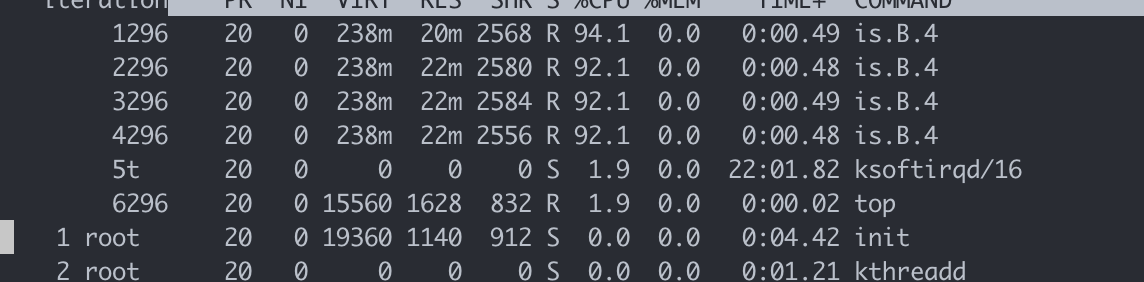 iteration PR NI VIRT RES SHR S %CPU %MEM TIME+ COMMAND
1296 20 0 238m 20m 2568 R 94.1 0.0 0:00.49 is.B.4
2296 20 0 238m 22m 2580 R 92.1 0.0 0:00.48 is.B.4
3296 20 0 238m 22m 2584 R 92.1 0.0 0:00.49 is.B.4
4296 20 0 238m 22m 2556 R 92.1 0.0 0:00.48 is.B.4
5t 20 0 0 0 0 S 1.9 0.0 22:01.82 ksoftirqd/16
6296 20 0 15560 1628 832 R 1.9 0.0 0:00.02 top
1 root 20 0 19360 1140 912 S 0.0 0.0 0:04.42 init
2 root 20 0 0 0 0 S 0.0 0.0 0:01.21 kthreadd